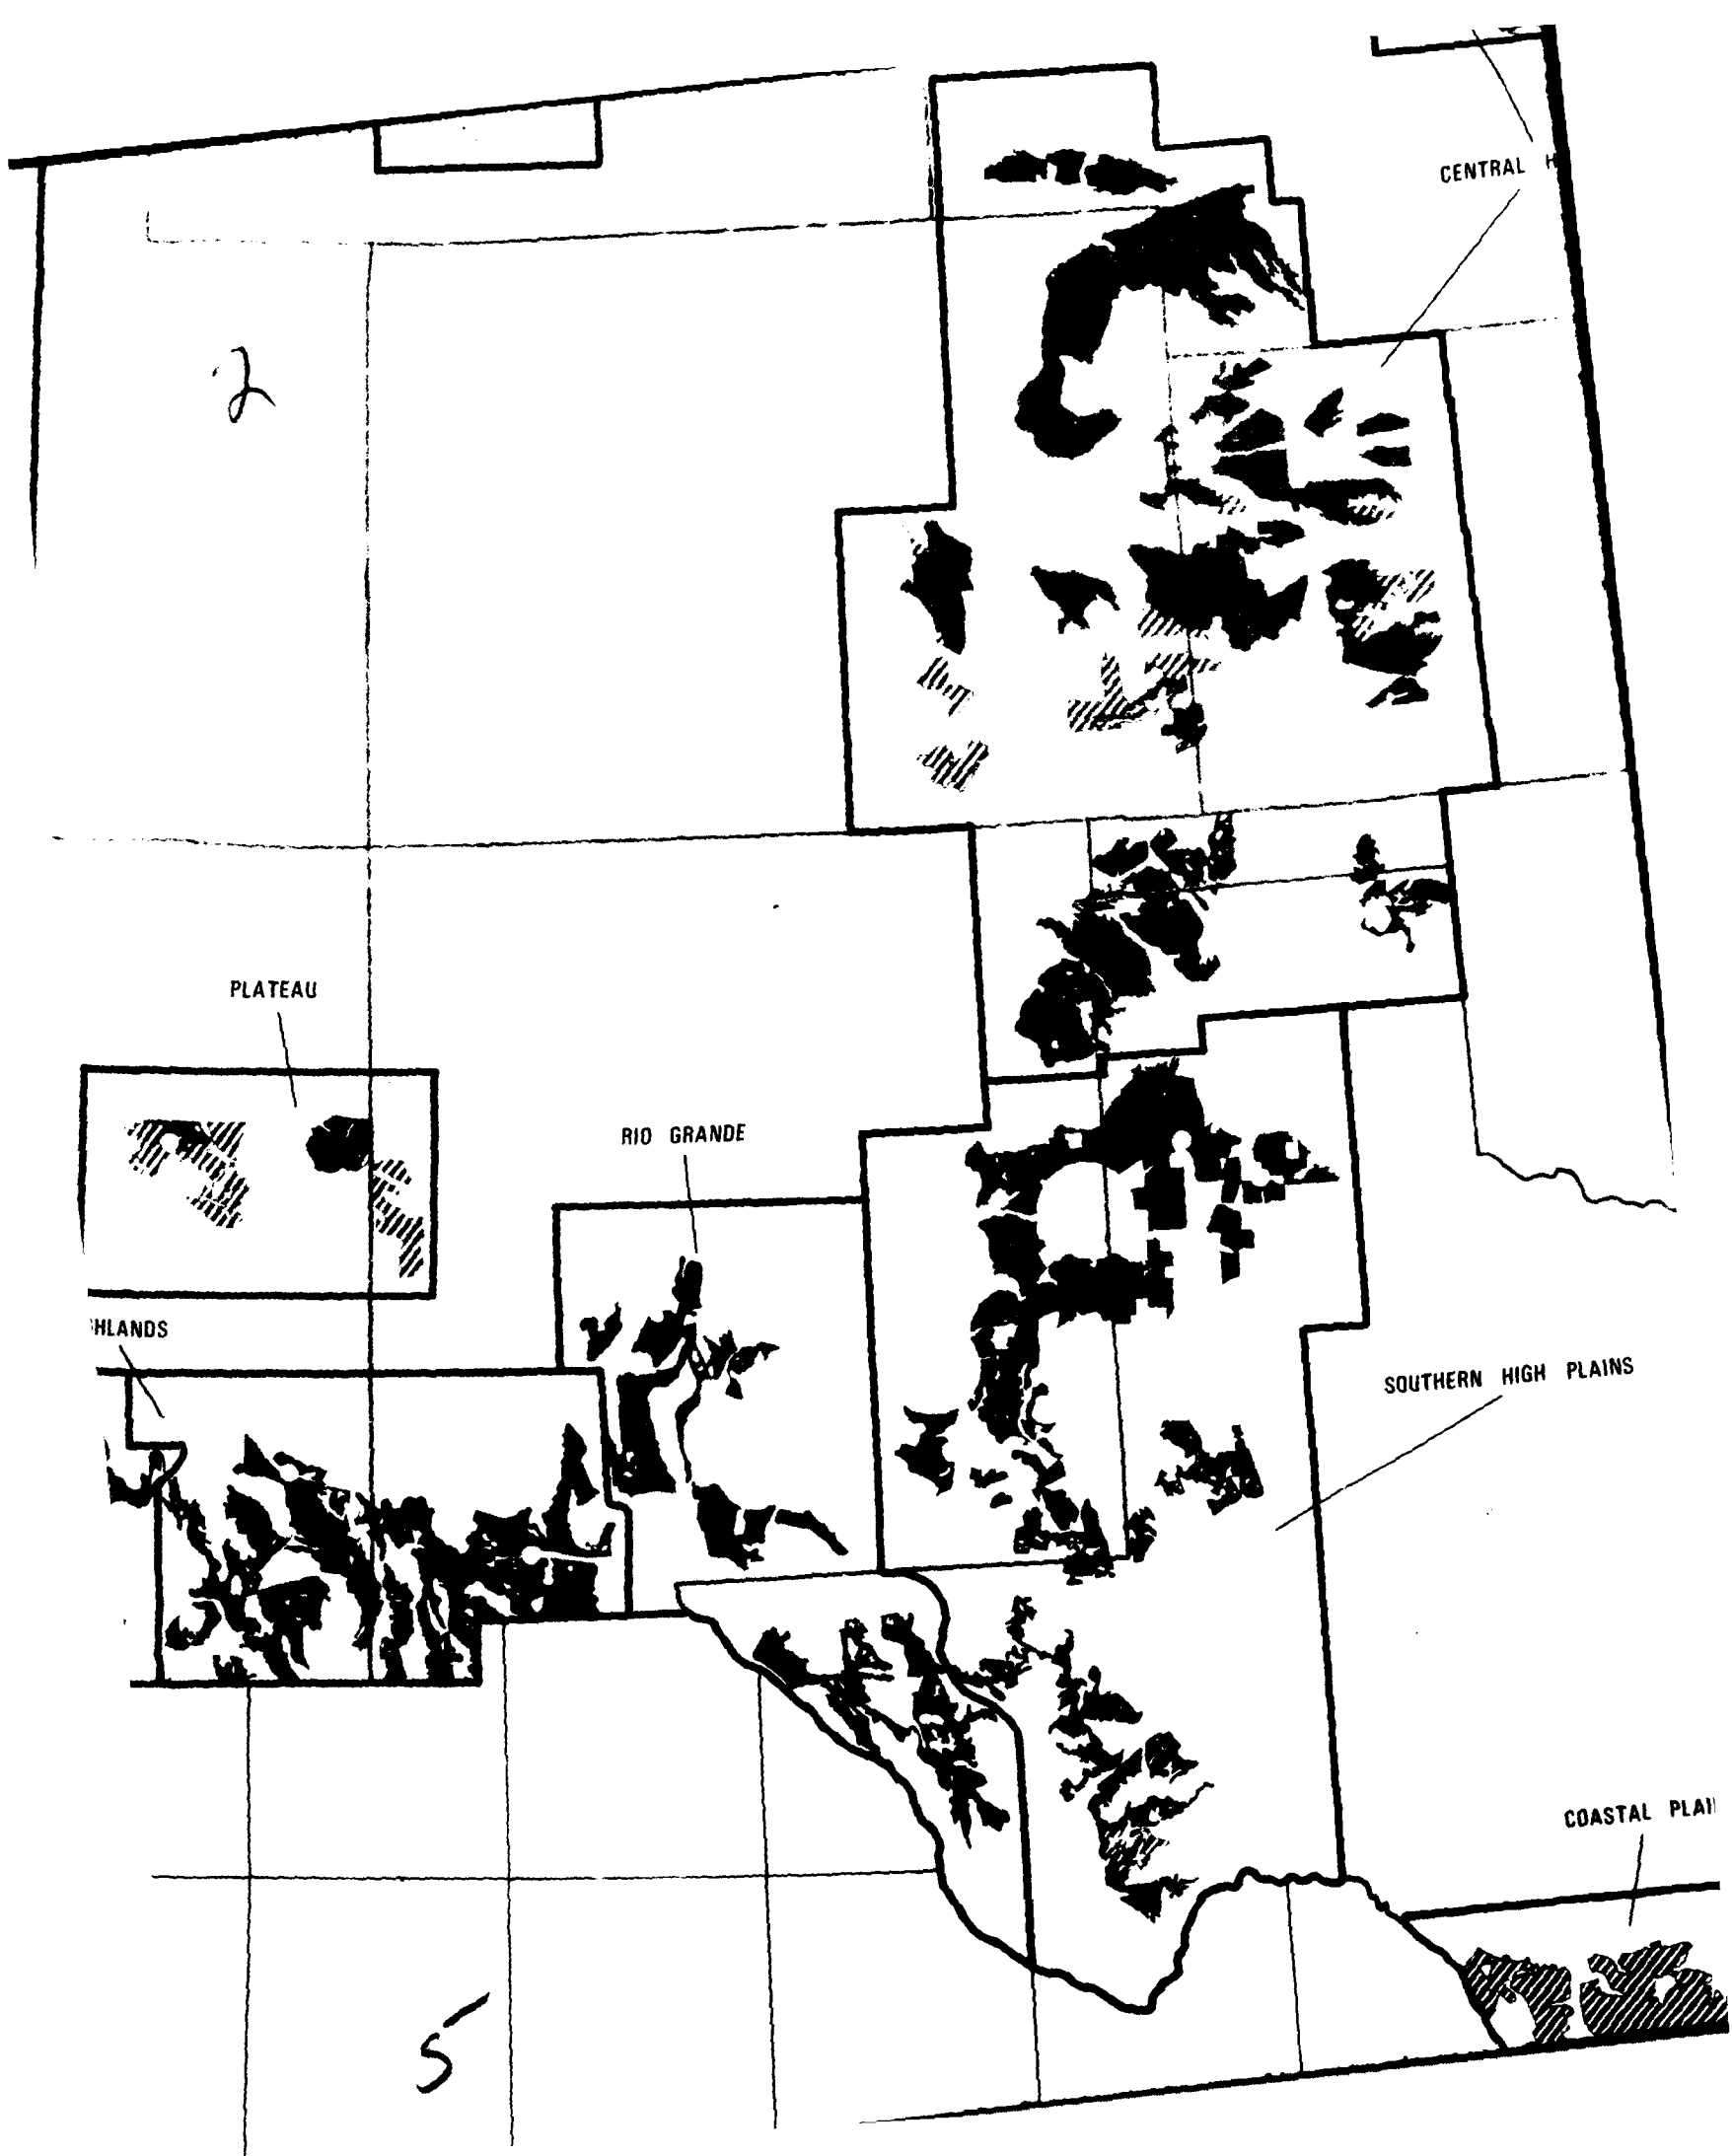 CENTRAL H
2
PLATEAU
RIO GRANDE
HLANDS
SOUTHERN HIGH PLAINS
COASTAL PLAI
5